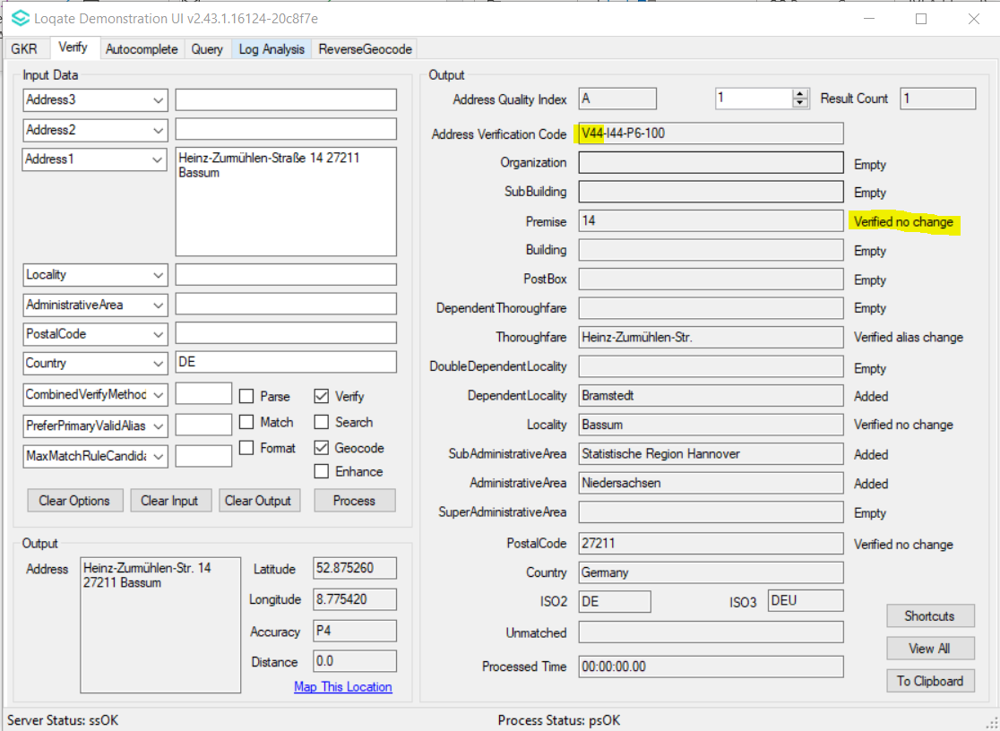 Loqate Demonstration UI v2.43.1.16124-20c8f7e
GKR Verify Autocomplete Query Log Analysis ReverseGeocode
Input Data
Address3
Address2
Address1 Heinz-Zurmühlen-Straße 14 27211
Bassum
Locality
AdministrativeArea
PostalCode
Country DE
CombinedVerifyMethod Parse Verify
PreferPrimaryValidAlias Match Search
MaxMatchRuleCandida Format Geocode
Enhance
Clear Options Clear Input Clear Output Process
Output
Address Heinz-Zurmühlen-Str. 14
27211 Bassum
Latitude 52.875260
Longitude 8.775420
Accuracy P4
Distance 0.0
Map This Location
Output
Address Quality Index A 1 Result Count 1
Address Verification Code V44-I44-P6-100
Organization Empty
SubBuilding Empty
Premise 14 Verified no change
Building Empty
PostBox Empty
DependentThoroughfare Empty
Thoroughfare Heinz-Zurmühlen-Str. Verified alias change
DoubleDependentLocality Empty
DependentLocality Bramstedt Added
Locality Bassum Verified no change
SubAdministrativeArea Statistische Region Hannover Added
AdministrativeArea Niedersachsen Added
SuperAdministrativeArea Empty
PostalCode 27211 Verified no change
Country Germany
ISO2 DE ISO3 DEU
Unmatched
Processed Time 00:00:00.00
Shortcuts
View All
To Clipboard
Server Status: ssOK Process Status: psOK